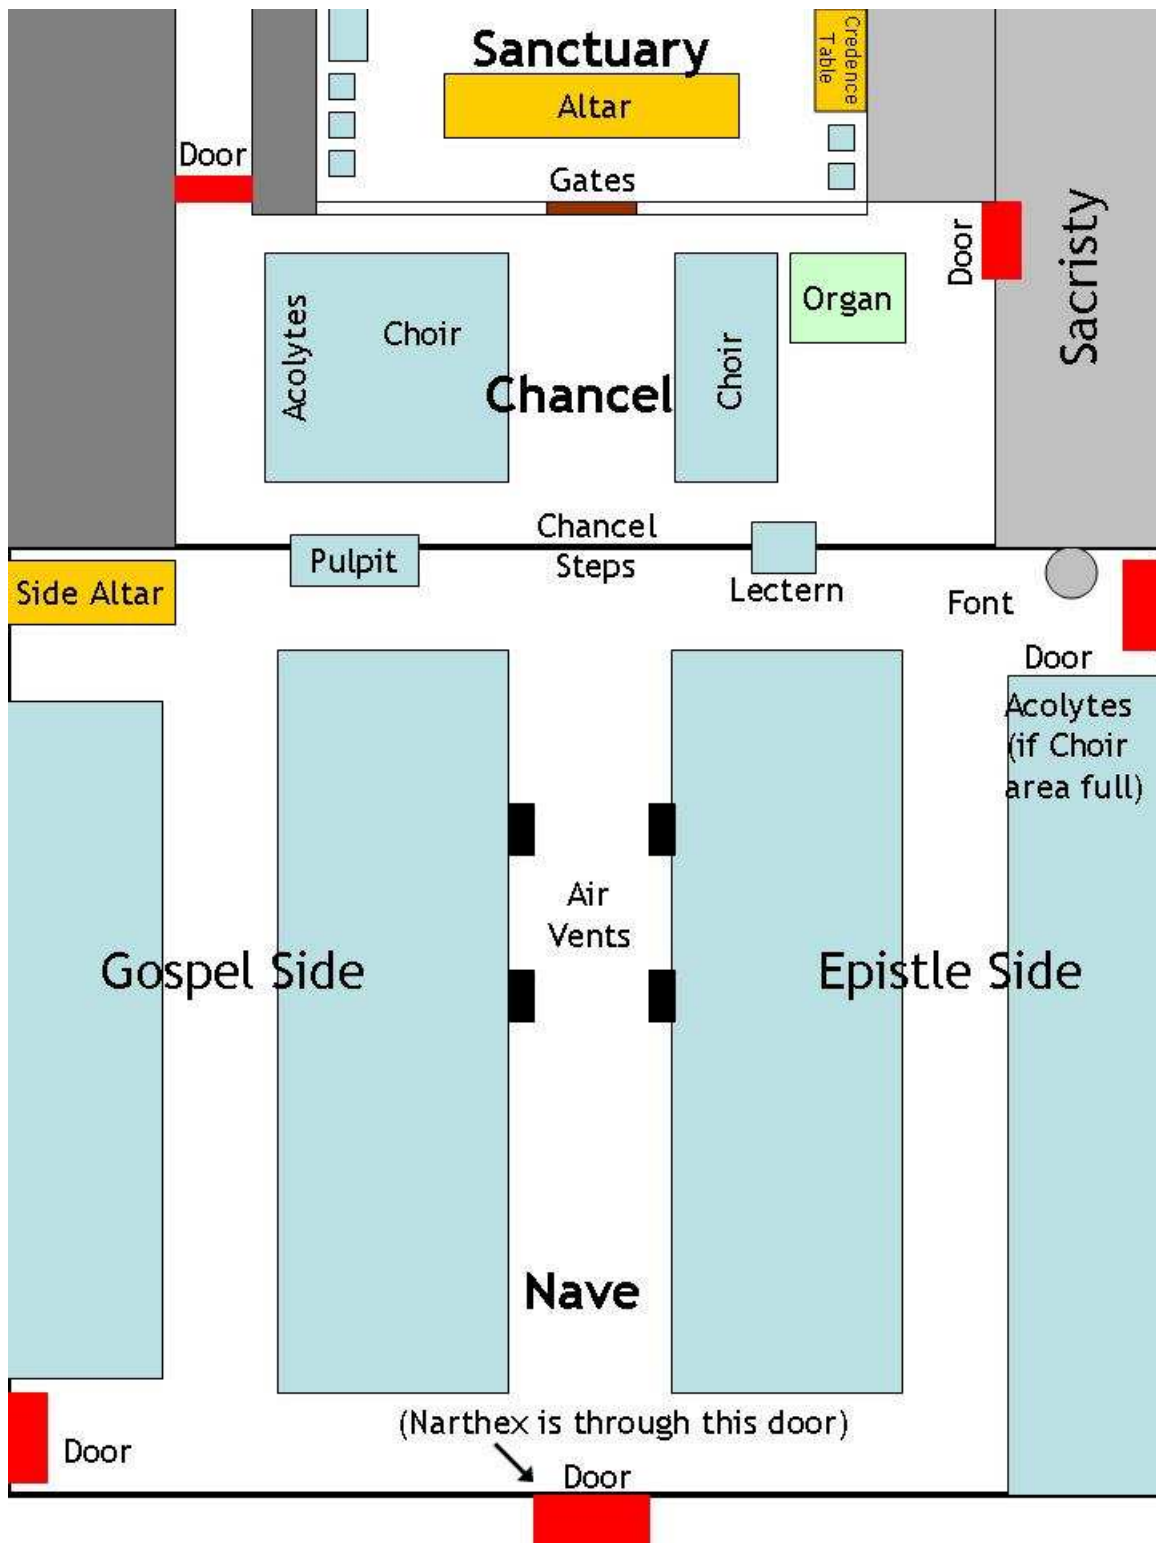 Sanctuary
Credence
Table
Altar
Door
Gates
Door
Sacristy
Organ
Acolytes
Choir
Choir
Chancel
Chancel
Steps
Pulpit
Lectern
Side Altar
Font
Door
Acolytes
(if Choir
area full)
Air
Vents
Gospel Side
Epistle Side
Nave
(Narthex is through this door)
Door
Door